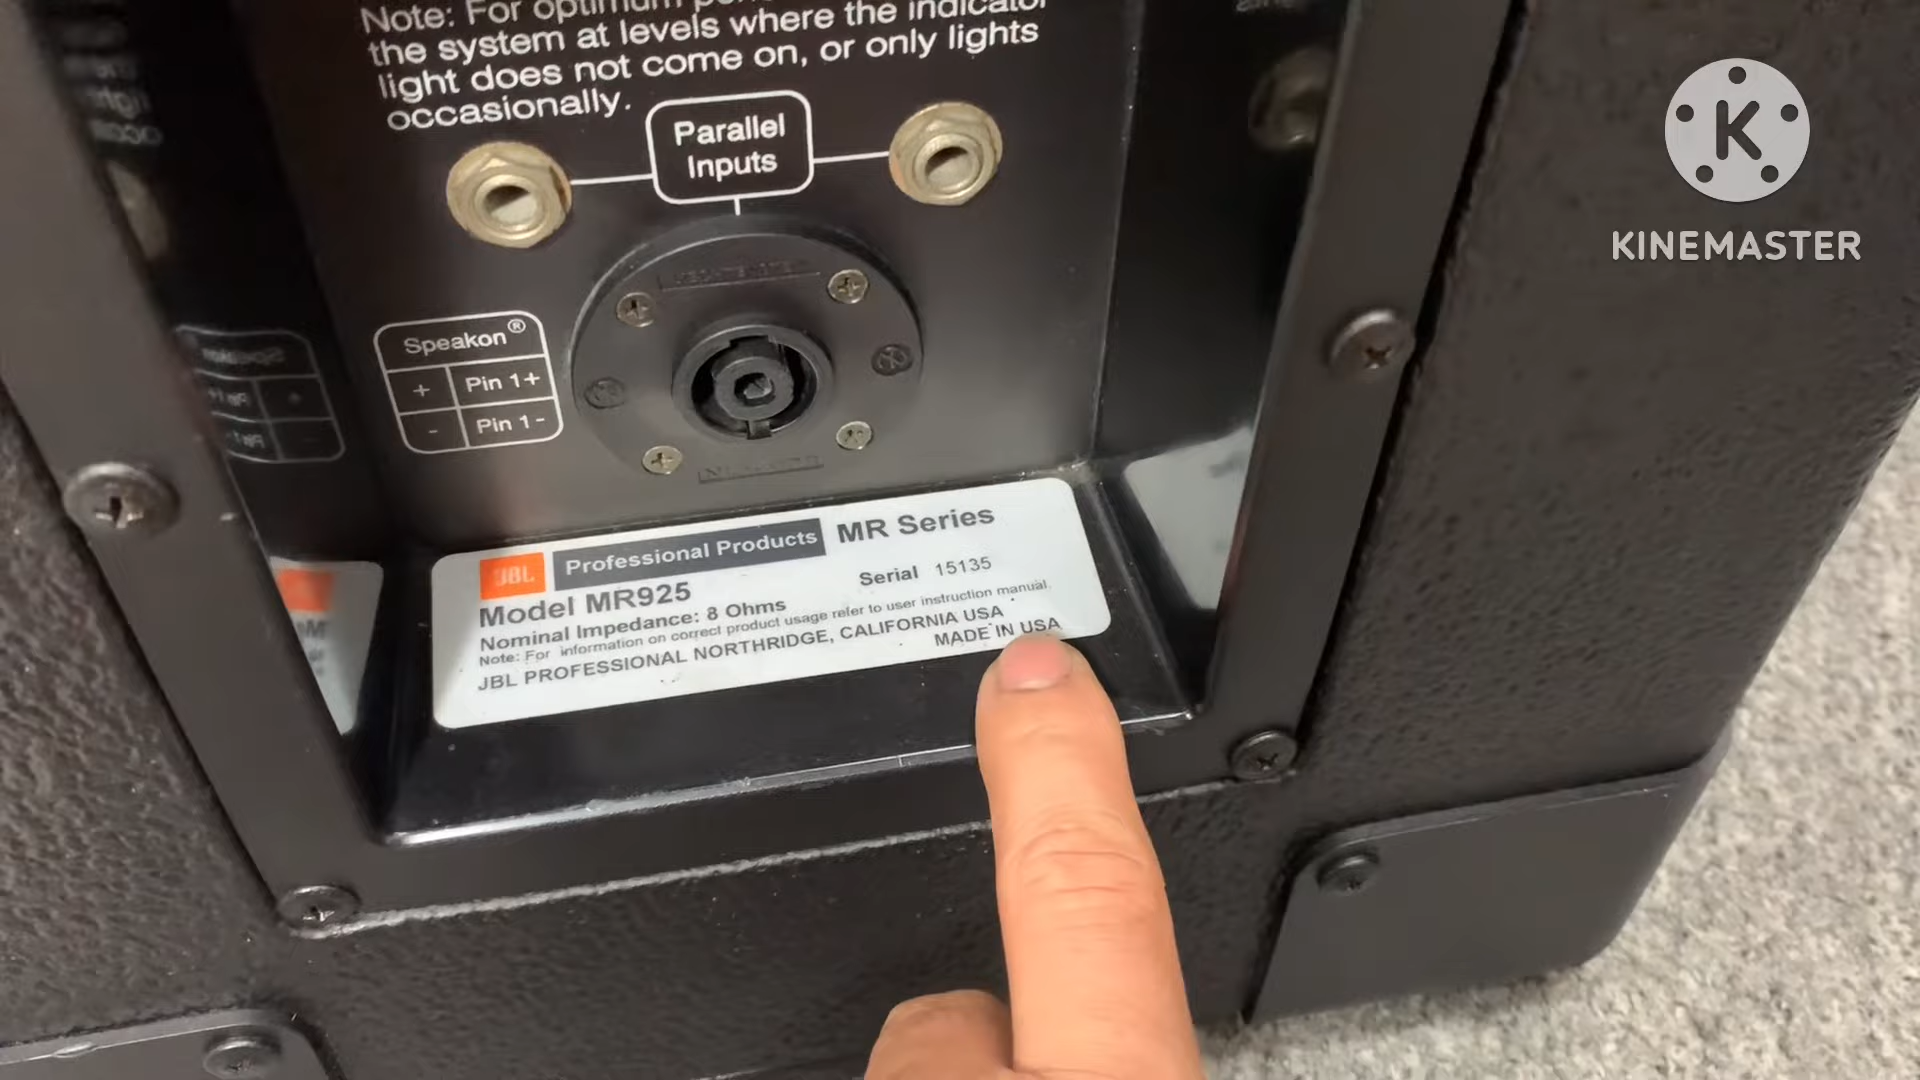 Note: For optimum
the system at levels where the indicator
light does not come on, or only lights
occasionally.
Parallel
Inputs
Speakon®
+ Pin 1+
- Pin 1-
JBL Professional Products MR Series
Model MR925 Serial 15135
Nominal Impedance: 8 Ohms
Note: For information on correct product usage refer to user instruction manual.
JBL PROFESSIONAL NORTHRIDGE, CALIFORNIA USA
MADE IN USA
K
KINEMASTER